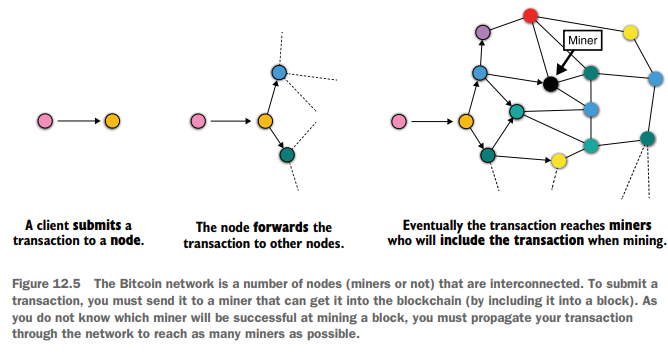 Miner
A client submits a
transaction to a node.
The node forwards the
transaction to other nodes.
Eventually the transaction reaches miners
who will include the transaction when mining.
Figure 12.5 The Bitcoin network is a number of nodes (miners or not) that are interconnected. To submit a
transaction, you must send it to a miner that can get it into the blockchain (by including it into a block). As
you do not know which miner will be successful at mining a block, you must propagate your transaction
through the network to reach as many miners as possible.